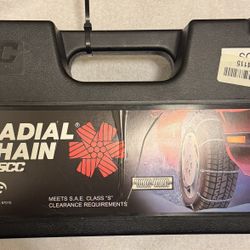 ADIAL®
HAIN
SCC
MEETS S.A.E. CLASS "S"
CLEARANCE REQUIREMENTS